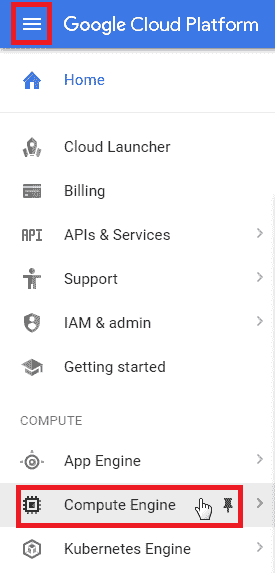 Google Cloud Platform
Home
Cloud Launcher
Billing
API APIs & Services
Support
IAM & admin
Getting started
COMPUTE
App Engine
Compute Engine
Kubernetes Engine